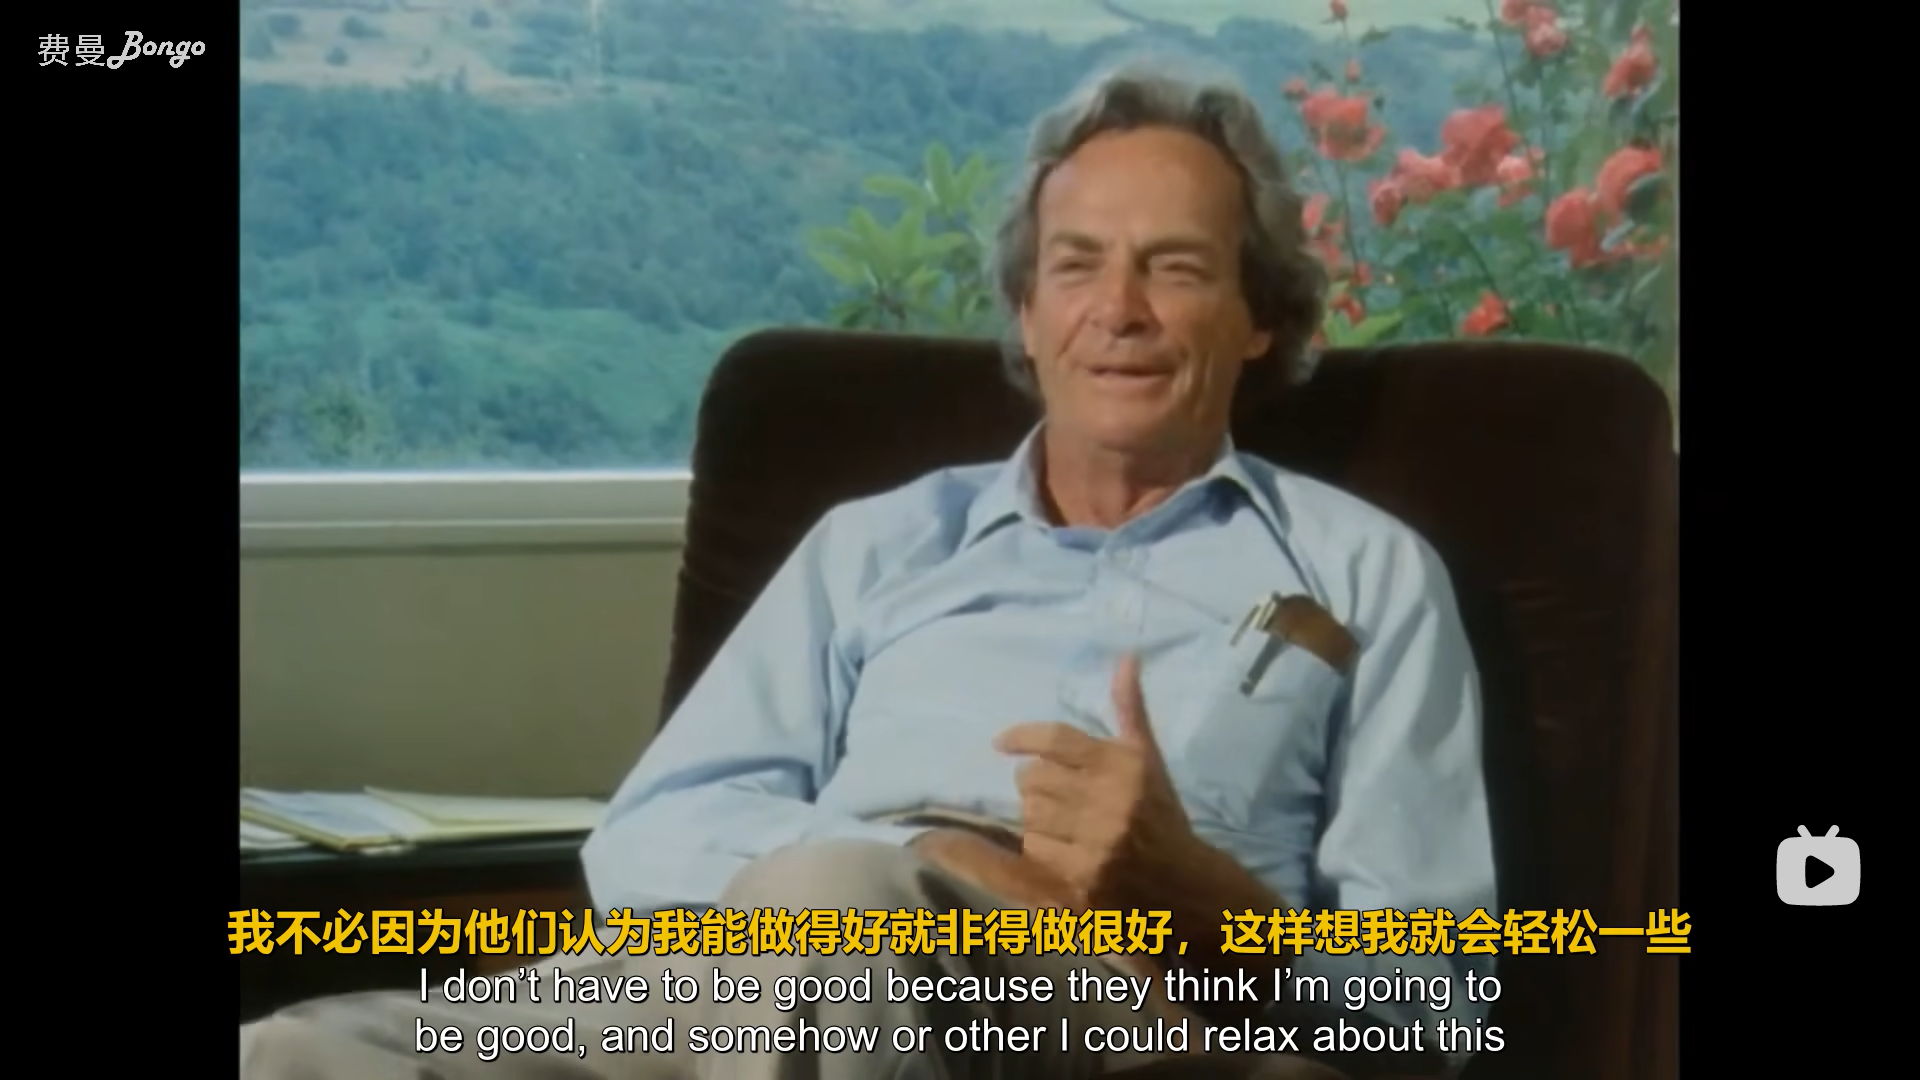 费曼Bongo
我不必因为他们认为我能做得好就非得做很好，这样想我就会轻松一些
I don’t have to be good because they think I’m going to
be good, and somehow or other I could relax about this